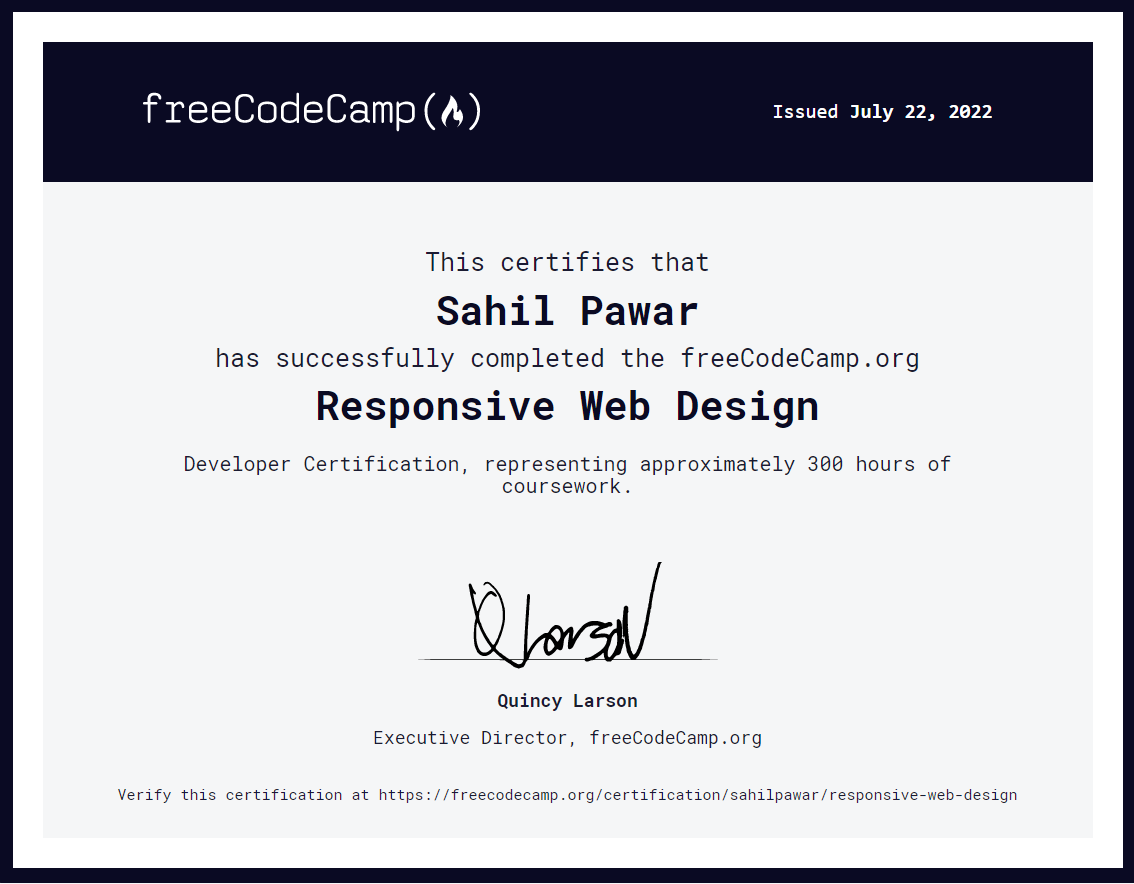 freeCodeCamp(🔥)
Issued July 22, 2022
This certifies that
Sahil Pawar
has successfully completed the freeCodeCamp.org
Responsive Web Design
Developer Certification, representing approximately 300 hours of
coursework.
Q Larson
Quincy Larson
Executive Director, freeCodeCamp.org
Verify this certification at https://freecodecamp.org/certification/sahilpawar/responsive-web-design